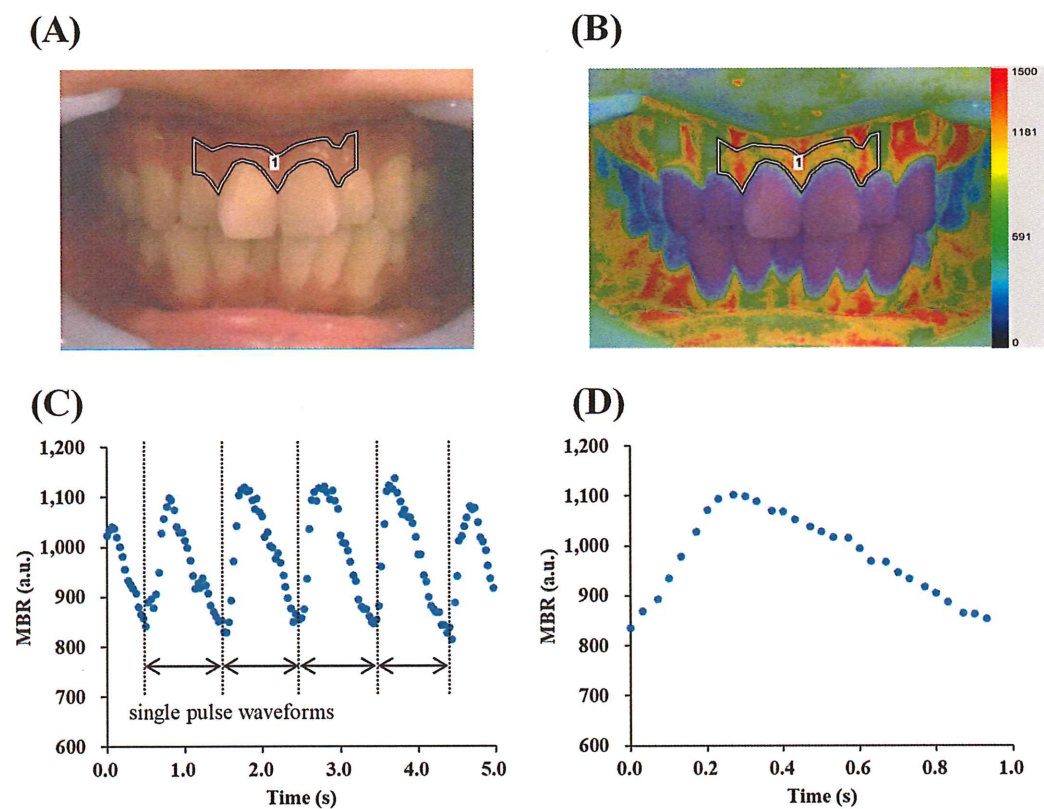 (A)
(B)
1
1
1500
1181
591
0
(C)
(D)
1,200
1,100
1,000
900
800
700
600
MBR (a.u.)
single pulse waveforms
0.0 1.0 2.0 3.0 4.0 5.0
Time (s)
1,200
1,100
1,000
900
800
700
600
MBR (a.u.)
0.0 0.2 0.4 0.6 0.8 1.0
Time (s)